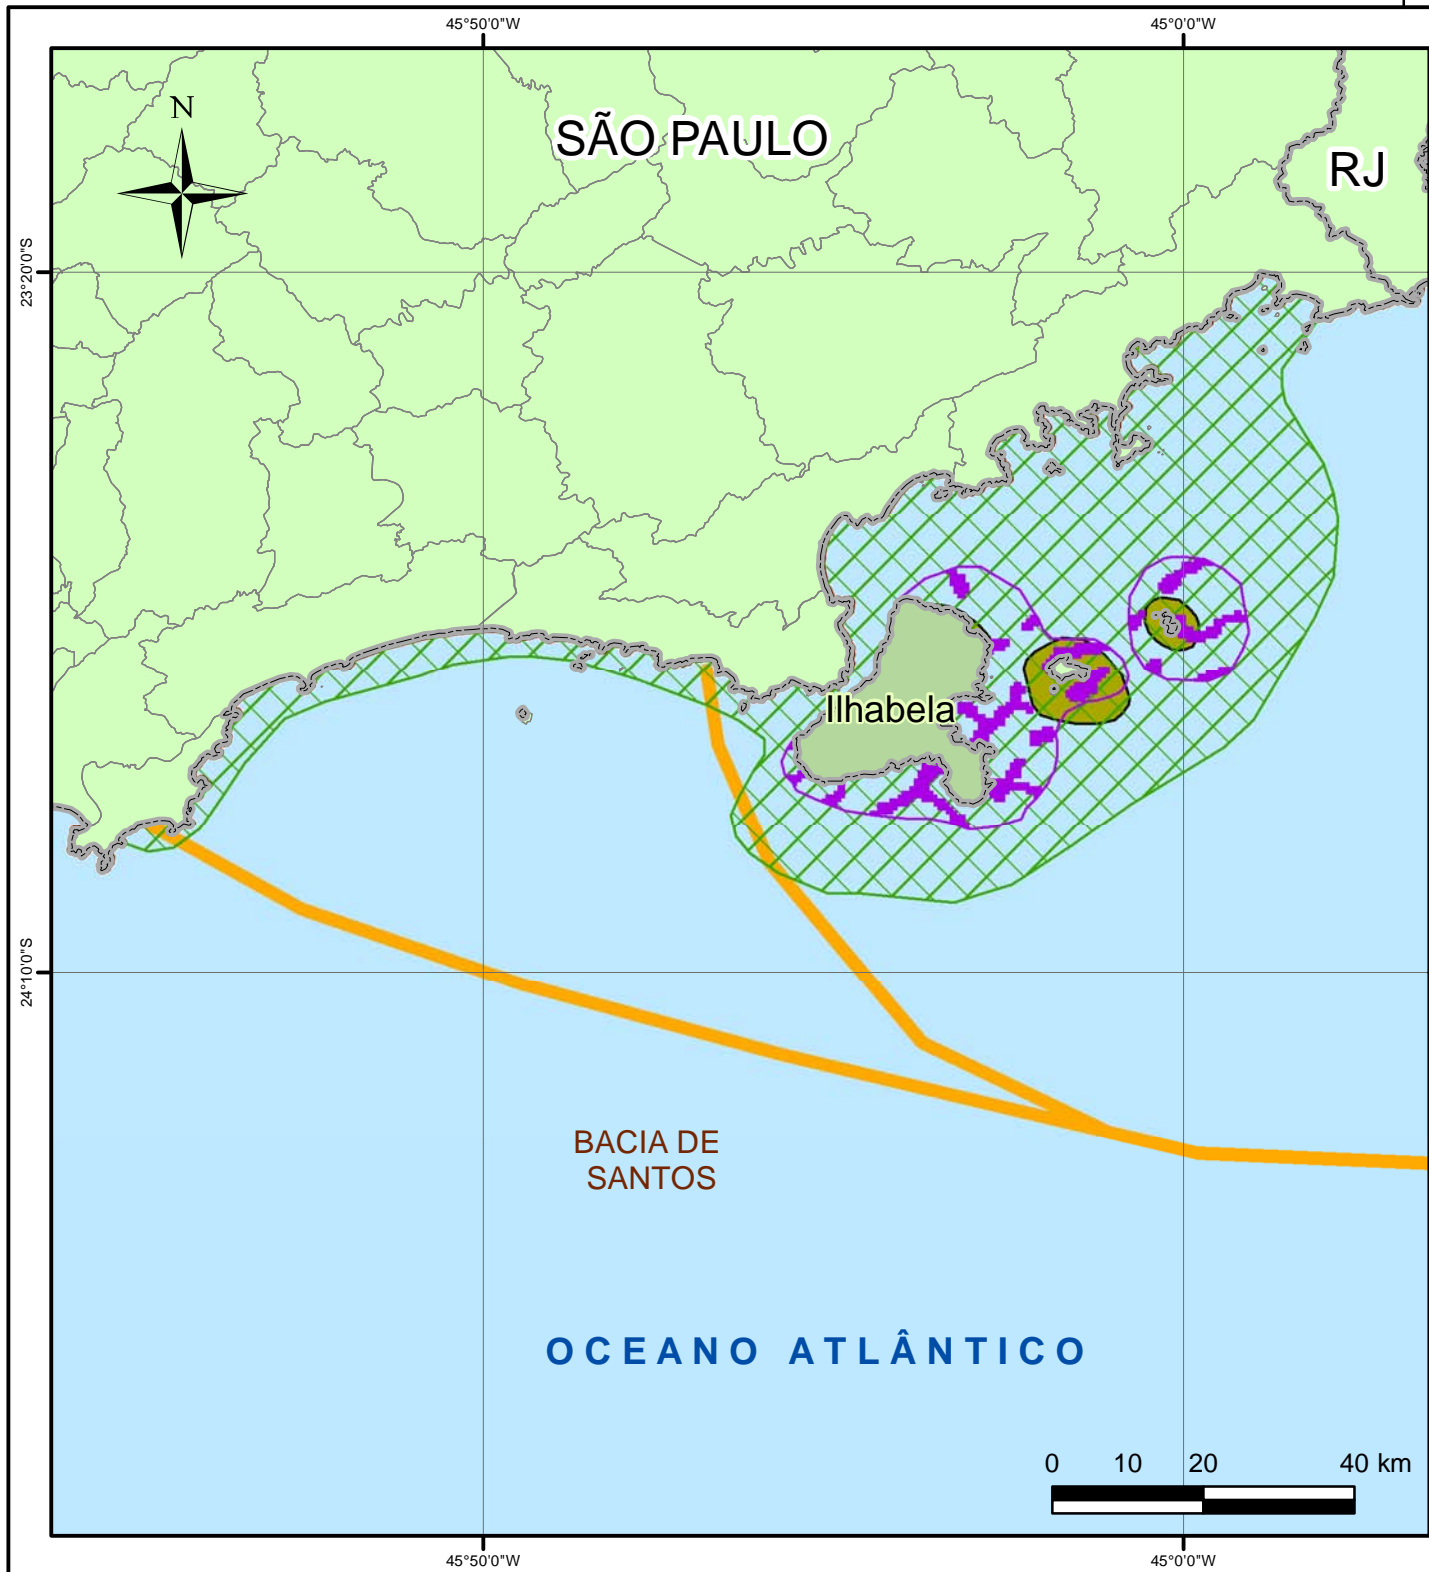 45°50'0"W
45°0'0"W
N
SÃO PAULO
RJ
23°20'0"S
Ilhabela
24°10'0"S
BACIA DE
SANTOS
OCEANO ATLÂNTICO
0 10 20 40 km
45°50'0"W
45°0'0"W